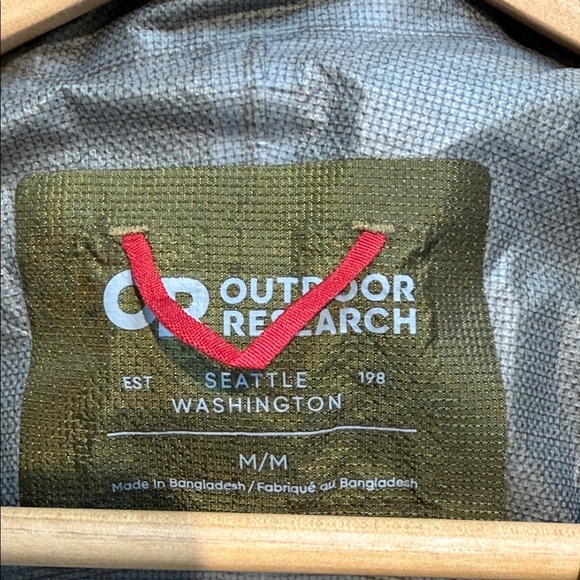 OR OUTDOOR
RESEARCH
EST SEATTLE 198
WASHINGTON
M/M
Made in Bangladesh / Fabriqué au Bangladesh